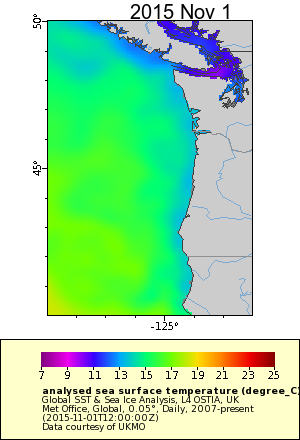 2015 Nov 1
50°
45°
-125°
7 9 11 13 15 17 19 21 23 25
analysed sea surface temperature (degree_C)
Global SST & Sea Ice Analysis, L4 OSTIA, UK
Met Office, Global, 0.05°, Daily, 2007-present
(2015-11-01T12:00:00Z)
Data courtesy of UKMO